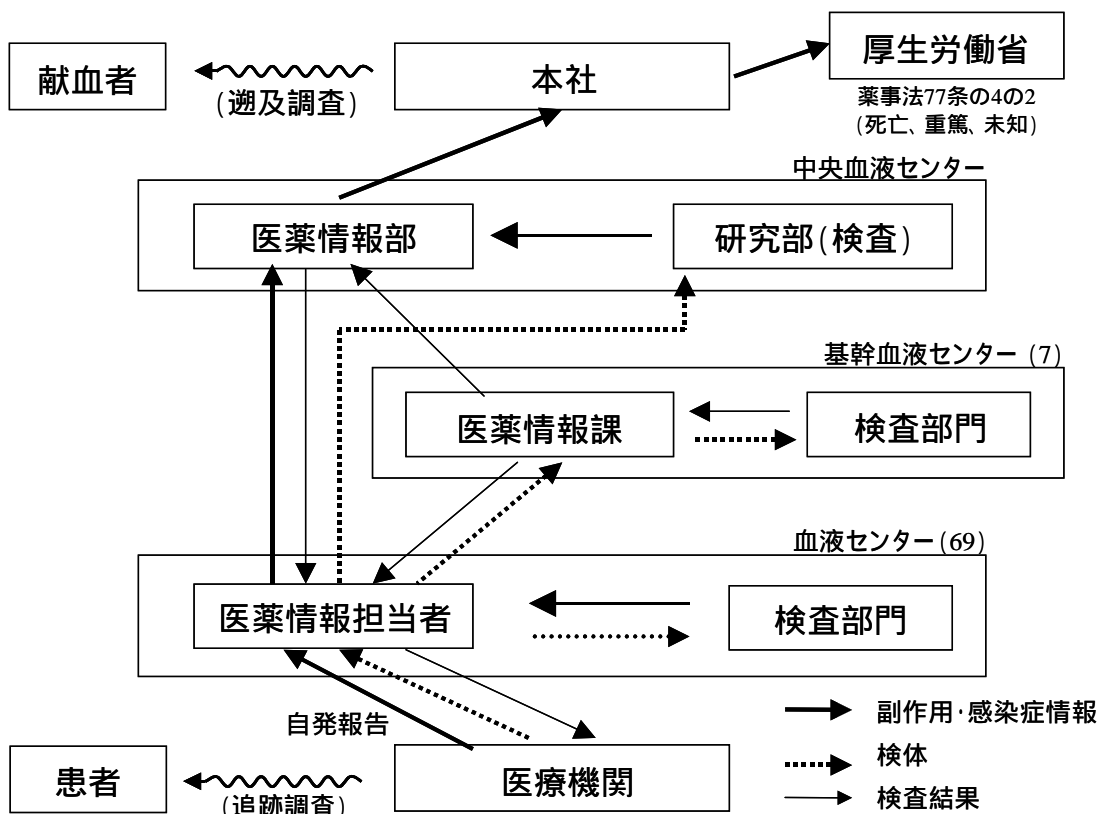 献血者
(遡及調査)
本社
厚生労働省
薬事法77条の4の2
(死亡、重篤、未知)
中央血液センター
医薬情報部
研究部(検査)
基幹血液センター (7)
医薬情報課
検査部門
血液センター(69)
医薬情報担当者
検査部門
自発報告
患者
(追跡調査)
医療機関
副作用・感染症情報
検体
検査結果